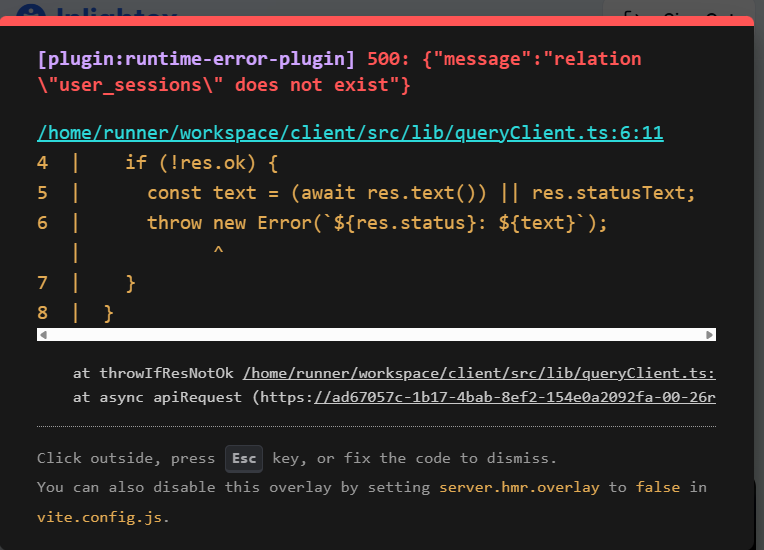 [plugin:runtime-error-plugin] 500: {"message":"relation
\"user_sessions\" does not exist"}
/home/runner/workspace/client/src/lib/queryClient.ts:6:11
4  |    if (!res.ok) {
5  |      const text = (await res.text()) || res.statusText;
6  |      throw new Error(`${res.status}: ${text}`);
   |            ^
7  |    }
8  |  }
at throwIfResNotOk /home/runner/workspace/client/src/lib/queryClient.ts:
at async apiRequest (https://ad67057c-1b17-4bab-8ef2-154e0a2092fa-00-26r
Click outside, press Esc key, or fix the code to dismiss.
You can also disable this overlay by setting server.hmr.overlay to false in
vite.config.js.